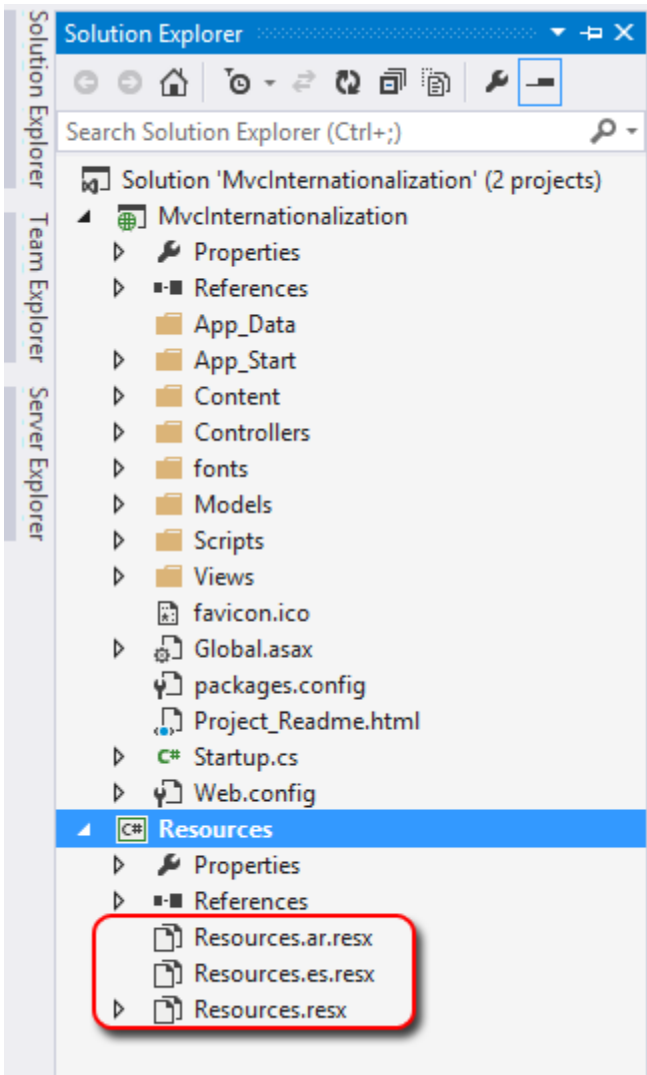 Solution Explorer
Team Explorer
Server Explorer
Solution Explorer
Search Solution Explorer (Ctrl+;)
Solution 'MvcInternationalization' (2 projects)
MvcInternationalization
Properties
References
App_Data
App_Start
Content
Controllers
fonts
Models
Scripts
Views
favicon.ico
Global.asax
packages.config
Project_Readme.html
C# Startup.cs
Web.config
C# Resources
Properties
References
Resources.ar.resx
Resources.es.resx
Resources.resx